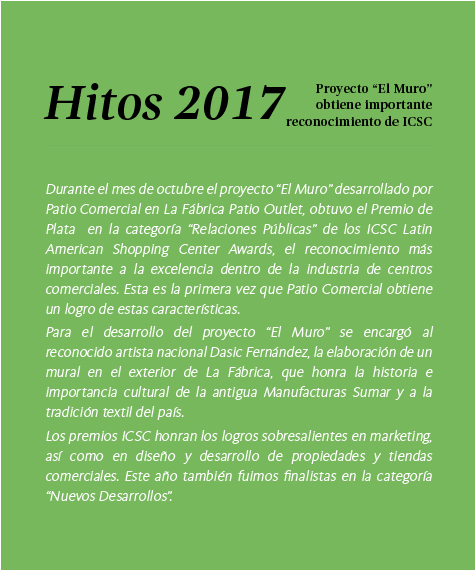 Hitos 2017
Proyecto “El Muro”
obtiene importante
reconocimiento de ICSC
Durante el mes de octubre el proyecto “El Muro” desarrollado por
Patio Comercial en La Fábrica Patio Outlet, obtuvo el Premio de
Plata en la categoría “Relaciones Públicas” de los ICSC Latin
American Shopping Center Awards, el reconocimiento más
importante a la excelencia dentro de la industria de centros
comerciales. Esta es la primera vez que Patio Comercial obtiene
un logro de estas características.
Para el desarrollo del proyecto “El Muro” se encargó al
reconocido artista nacional Dasic Fernández, la elaboración de un
mural en el exterior de La Fábrica, que honra la historia e
importancia cultural de la antigua Manufacturas Sumar y a la
tradición textil del país.
Los premios ICSC honran los logros sobresalientes en marketing,
así como en diseño y desarrollo de propiedades y tiendas
comerciales. Este año también fuimos finalistas en la categoría
“Nuevos Desarrollos”.